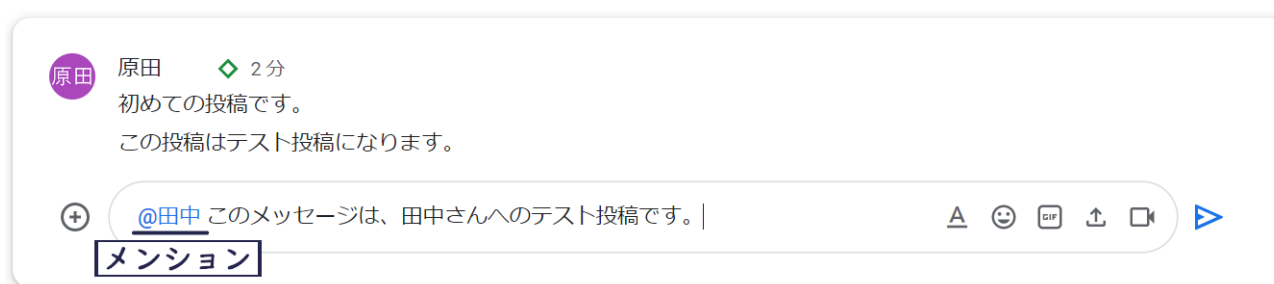 原田
原田 2 分
初めての投稿です。
この投稿はテスト投稿になります。
@田中 このメッセージは、田中さんへのテスト投稿です。
A
GIF
メンション